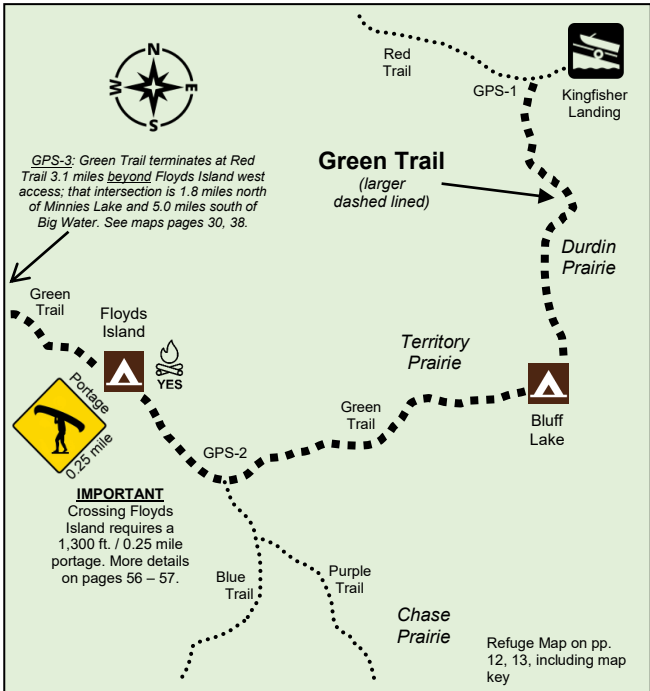 N
W
E
S
Red
Trail
GPS-1
Kingfisher
Landing
GPS-3: Green Trail terminates at Red
Trail 3.1 miles beyond Floyds Island west
access; that intersection is 1.8 miles north
of Minnies Lake and 5.0 miles south of
Big Water. See maps pages 30, 38.
Green Trail
(larger
dashed lined)
Durdin
Prairie
Green
Trail
Floyds
Island
YES
Territory
Prairie
Green
Trail
Bluff
Lake
Portage
0.25 mile
GPS-2
IMPORTANT
Crossing Floyds
Island requires a
1,300 ft. / 0.25 mile
portage. More details
on pages 56 – 57.
Blue
Trail
Purple
Trail
Chase
Prairie
Refuge Map on pp.
12, 13, including map
key